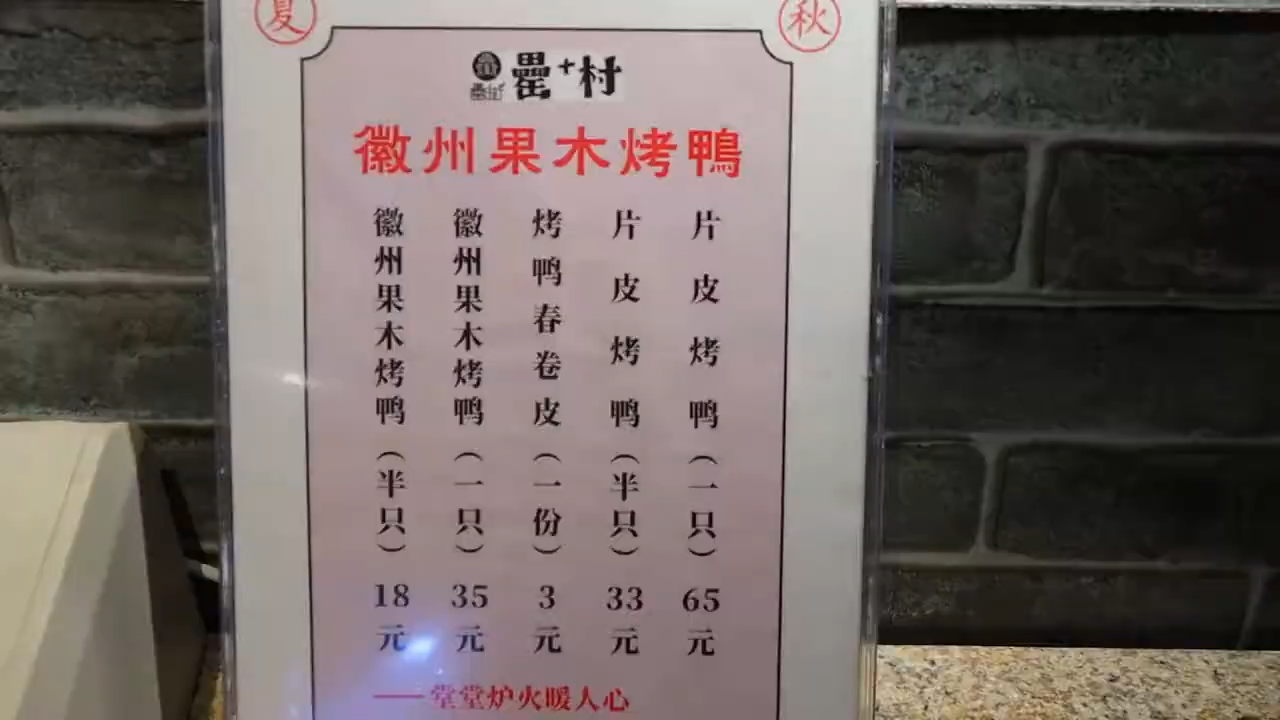 夏
秋
罍+村
徽州果木烤鴨
徽州果木烤鸭(半只)18元
徽州果木烤鸭(一只)35元
烤鸭春卷皮(一份)3元
片皮烤鸭(半只)33元
片皮烤鸭(一只)65元
——堂堂炉火暖人心